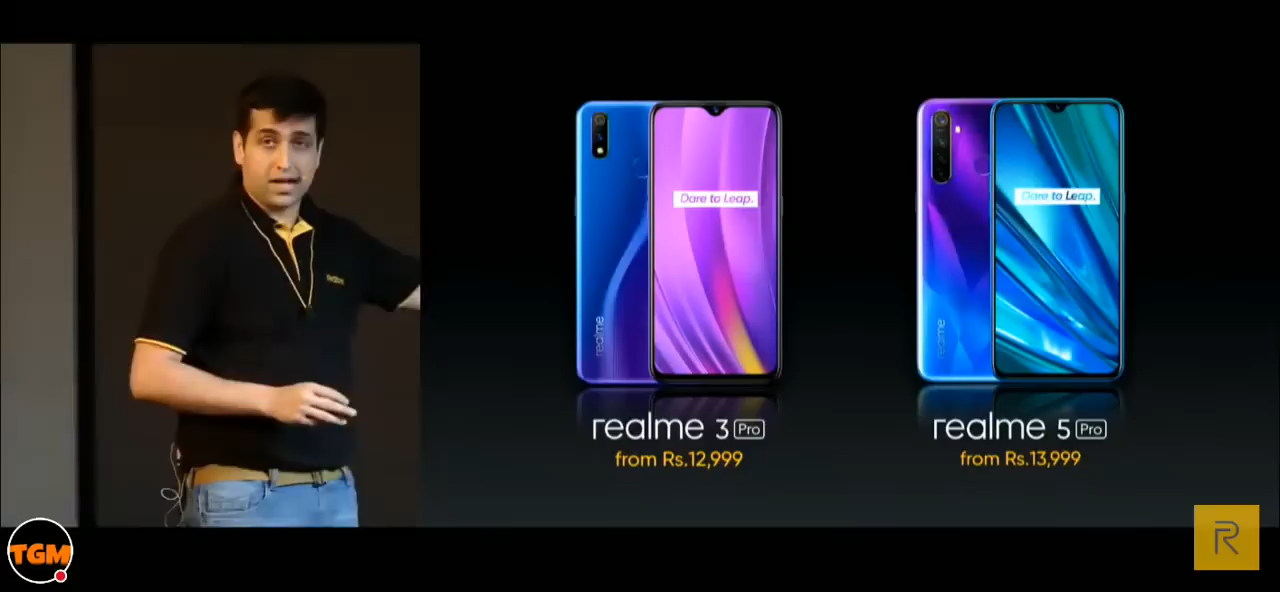 Dare to Leap.
Dare to Leap.
realme
realme
realme 3 Pro
from Rs.12,999
realme 5 Pro
from Rs.13,999
TGM
R